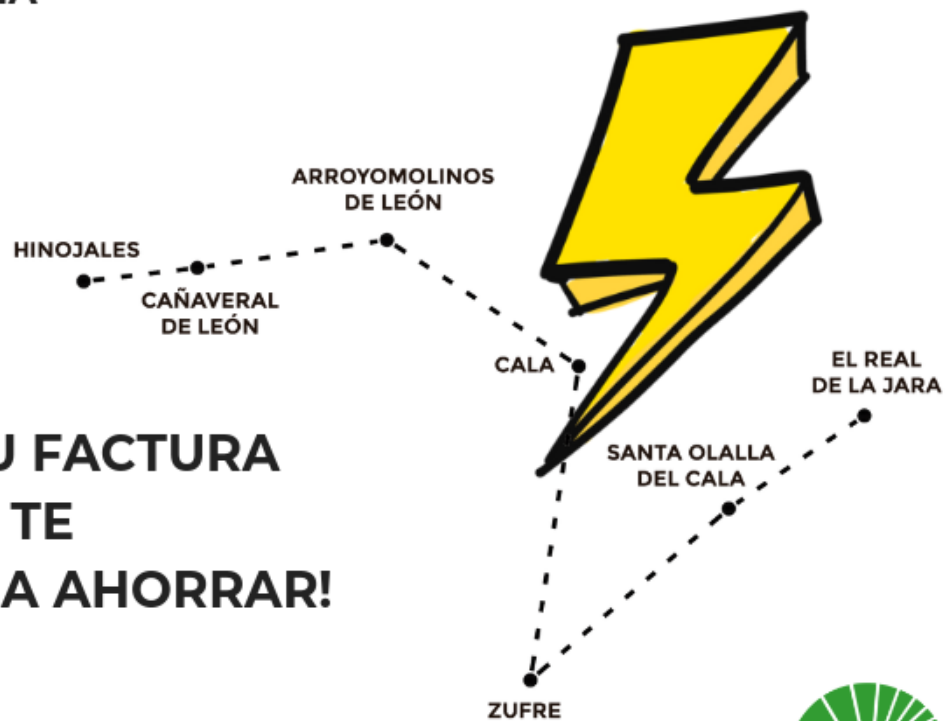 ARROYOMOLINOS
DE LEÓN
HINOJALES
CAÑAVERAL
DE LEÓN
CALA
EL REAL
DE LA JARA
SANTA OLALLA
DEL CALA
FACTURA
TE
A AHORRAR!
ZUFRE